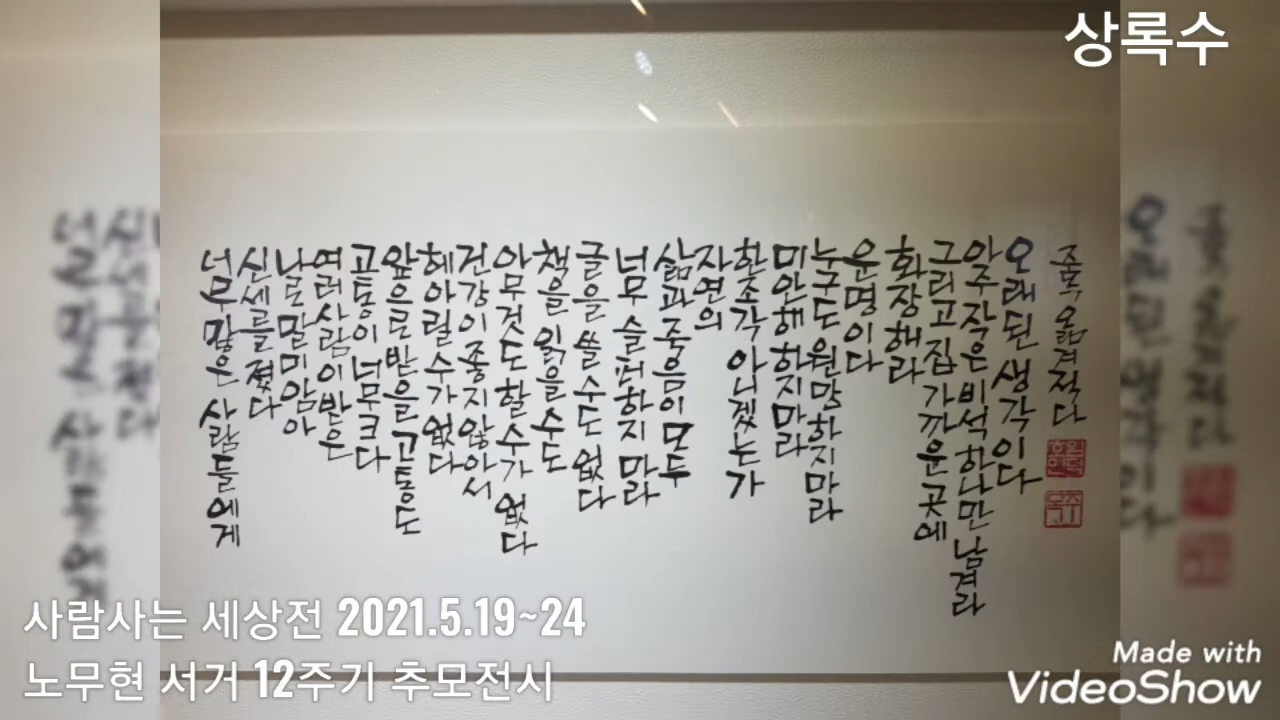 상록수
너무 많은 사람들에게
신세를 졌다
나로 말미암아
여러 사람이 받은
고통이 너무 크다
앞으로 받을 고통도
헤아릴 수가 없다
건강이 좋지 않아서
아무것도 할 수가 없다
책을 읽을 수도
글을 쓸 수도 없다
너무 슬퍼하지 마라
삶과 죽음이 모두
자연의
한조각 아니겠는가
미안해 하지마라
누구도 원망하지마라
운명이다
화장해라
그리고 집 가까운 곳에
아주 작은 비석 하나만 남겨라
오래된 생각이다
옮겨적다
사람사는 세상전 2021.5.19~24
노무현 서거 12주기 추모전시
Made with
VideoShow